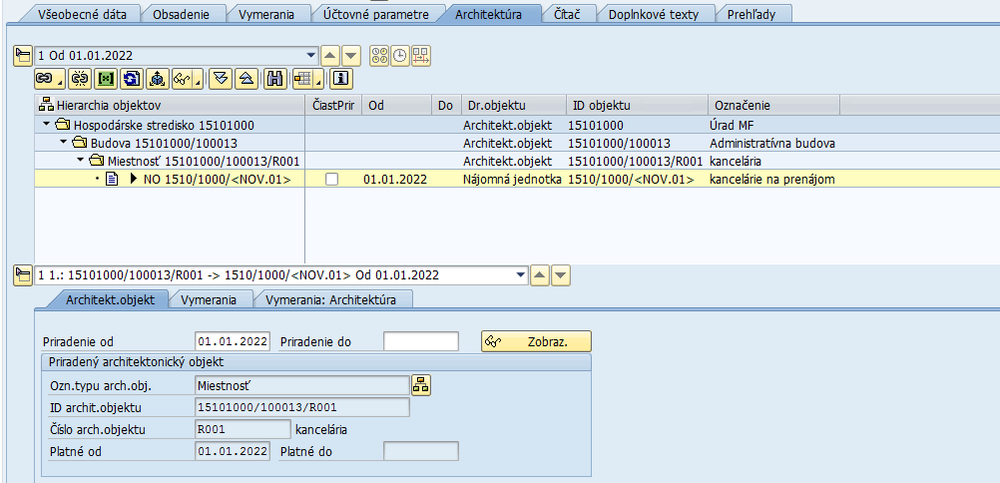 Všeobecné dáta Obsadenie Vymerania Účtovné parametre Architektúra Čítač Doplnkové texty Prehľady
1 Od 01.01.2022
Hierarchia objektov ČiastPrir Od Do Dr.objektu ID objektu Označenie
Hospodárske stredisko 15101000 Architekt.objekt 15101000 Úrad MF
Budova 15101000/100013 Architekt.objekt 15101000/100013 Administratívna budova
Miestnosť 15101000/100013/R001 Architekt.objekt 15101000/100013/R001 kancelária
NO 1510/1000/<NOV.01> 01.01.2022 Nájomná jednotka 1510/1000/<NOV.01> kancelárie na prenájom
1 1.: 15101000/100013/R001 -> 1510/1000/<NOV.01> Od 01.01.2022
Architekt.objekt Vymerania Vymerania: Architektúra
Priradenie od 01.01.2022 Priradenie do Zobraz.
Priradený architektonický objekt
Ozn.typu arch.obj. Miestnosť
ID archit.objektu 15101000/100013/R001
Číslo arch.objektu R001 kancelária
Platné od 01.01.2022 Platné do